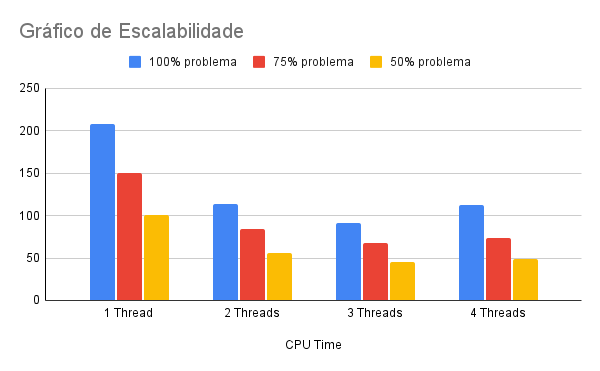 Gráfico de Escalabilidade
100% problema 75% problema 50% problema
250
200
150
100
50
0
1 Thread 2 Threads 3 Threads 4 Threads
CPU Time